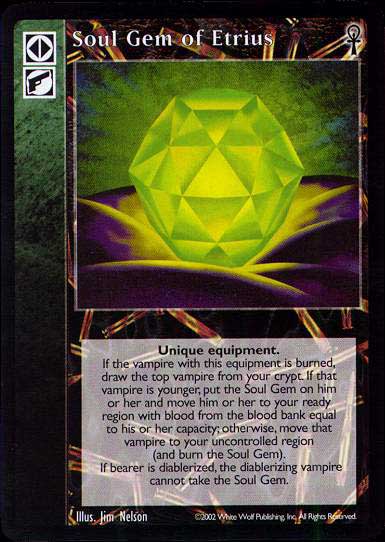 Soul Gem of Etrius
Unique equipment.
If the vampire with this equipment is burned,
draw the top vampire from your crypt. If that
vampire is younger, put the Soul Gem on him
or her and move him or her to your ready
region with blood from the blood bank equal
to his or her capacity; otherwise, move that
vampire to your uncontrolled region
(and burn the Soul Gem).
If bearer is diablerized, the diablerizing vampire
cannot take the Soul Gem.
Illus. Jim Nelson
©2002 White Wolf Publishing, Inc. All Rights Reserved.